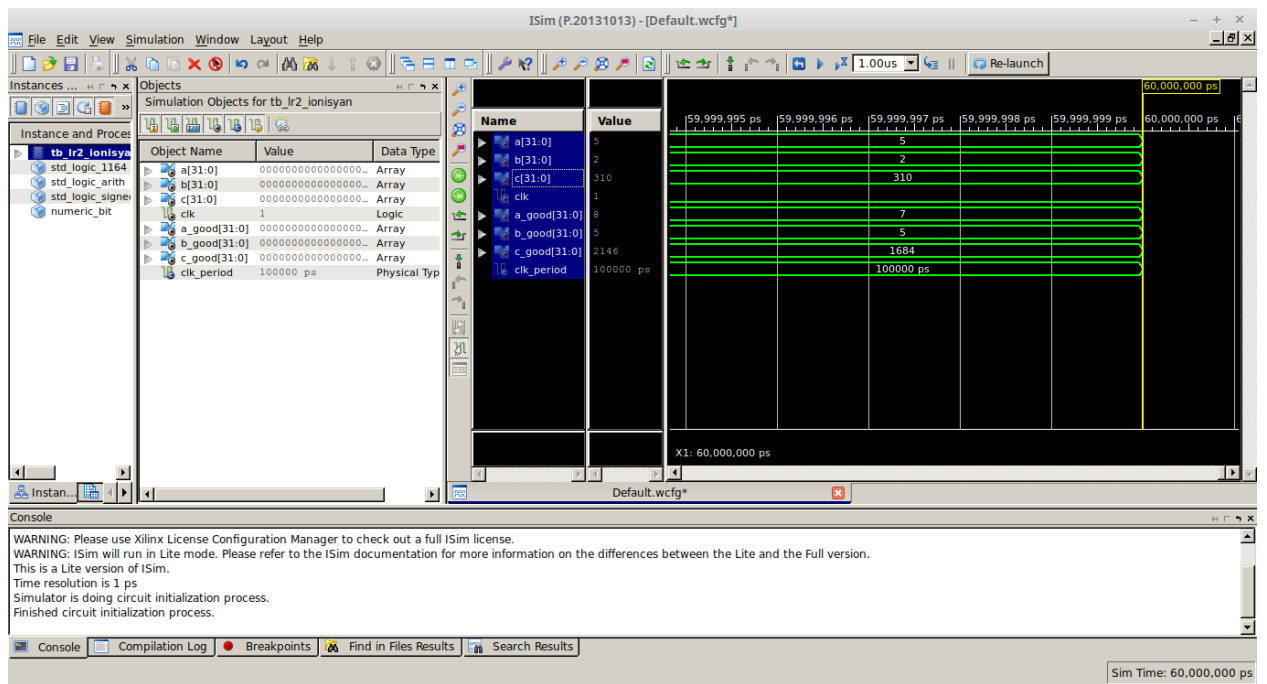 ISim (P.20131013) - [Default.wcfg*]
File Edit View Simulation Window Layout Help
1.00us Re-launch
Instances ...
Instance and Proces
tb_lr2_ionisya
std_logic_1164
std_logic_arith
std_logic_signe
numeric_bit
Instan...
Objects
Simulation Objects for tb_lr2_ionisyan
Object Name Value Data Type
a[31:0] 0000000000000000... Array
b[31:0] 0000000000000000... Array
c[31:0] 0000000000000000... Array
clk 1 Logic
a_good[31:0] 0000000000000000... Array
b_good[31:0] 0000000000000000... Array
c_good[31:0] 0000000000000000... Array
clk_period 100000 ps Physical Typ
Name Value
a[31:0] 5
b[31:0] 2
c[31:0] 310
clk 1
a_good[31:0] 8
b_good[31:0] 5
c_good[31:0] 2146
clk_period 100000 ps
60,000,000 ps
59,999,995 ps 59,999,996 ps 59,999,997 ps 59,999,998 ps 59,999,999 ps 60,000,000 ps 6
5
2
310
7
5
1684
100000 ps
X1: 60,000,000 ps
Default.wcfg*
Console
WARNING: Please use Xilinx License Configuration Manager to check out a full ISim license.
WARNING: ISim will run in Lite mode. Please refer to the ISim documentation for more information on the differences between the Lite and the Full version.
This is a Lite version of ISim.
Time resolution is 1 ps
Simulator is doing circuit initialization process.
Finished circuit initialization process.
Console Compilation Log Breakpoints Find in Files Results Search Results
Sim Time: 60,000,000 ps